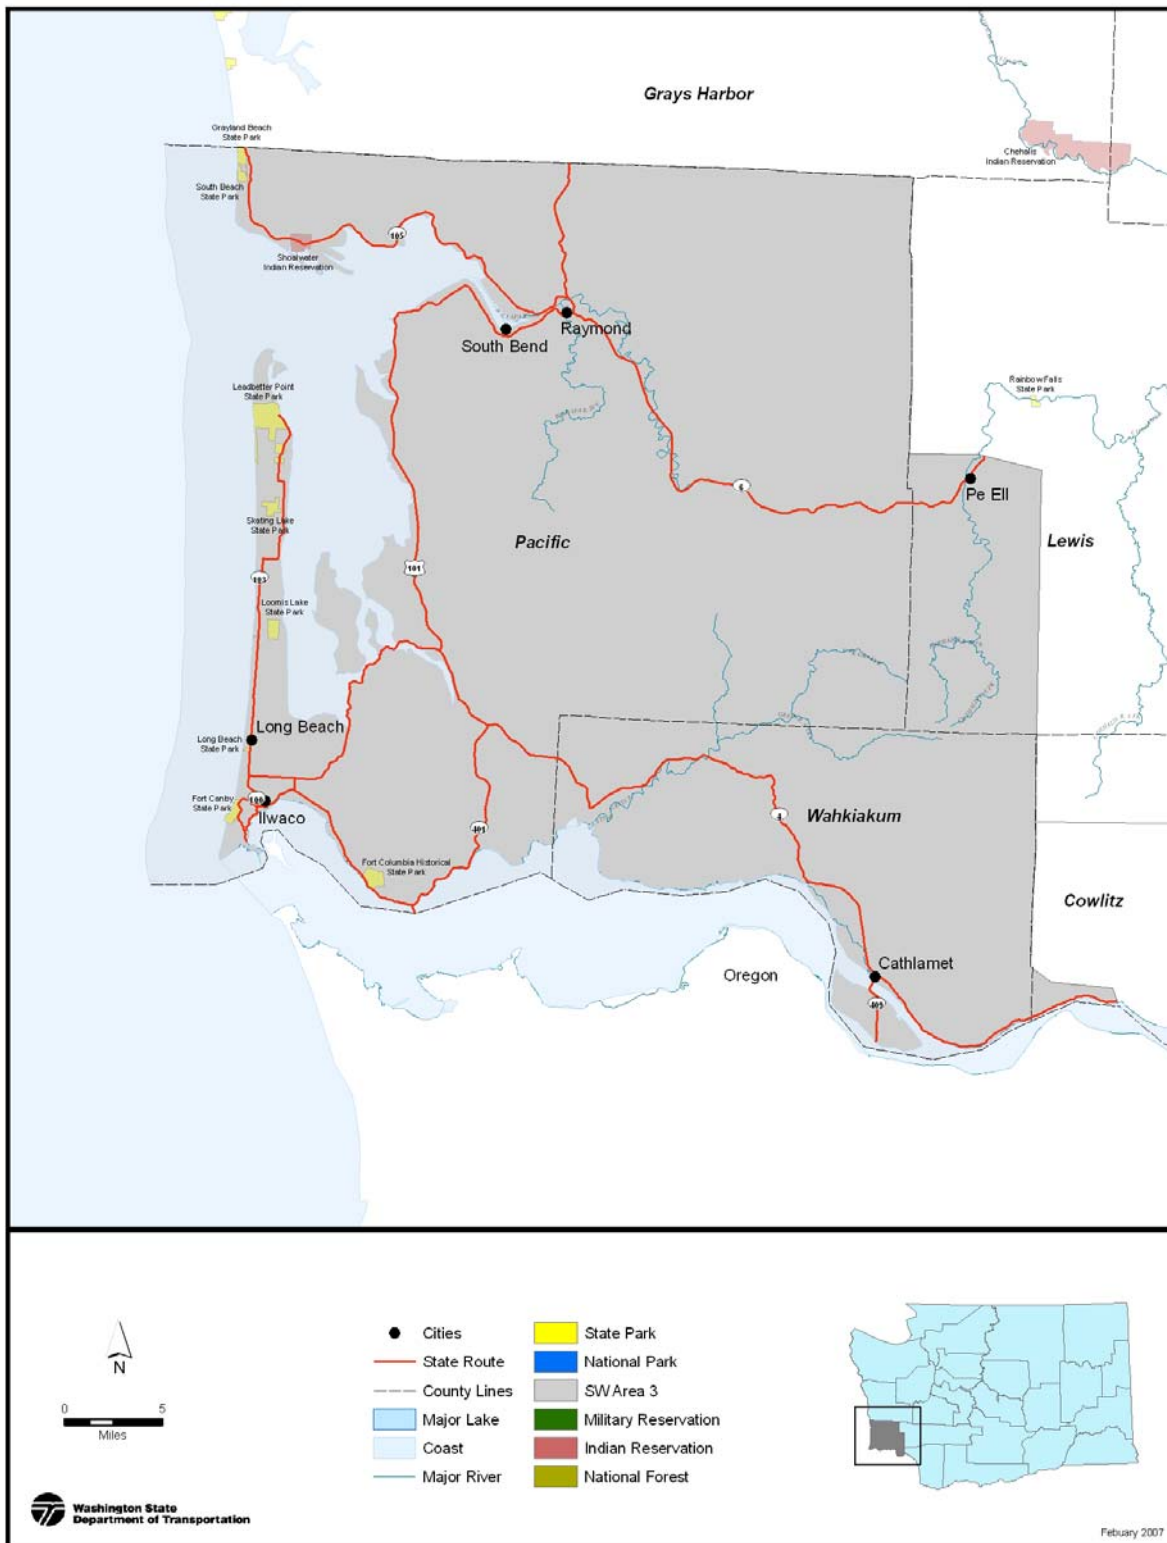 Grays Harbor
Grayland Beach
State Park
Chehalis
Indian Reservation
South Beach
State Park
105
Shoalwater
Indian Reservation
Raymond
South Bend
Leadbetter Point
State Park
Rainbow Falls
State Park
6
Pe Ell
Skating Lake
State Park
Pacific
Lewis
101
103
Loomis Lake
State Park
Long Beach
Long Beach
State Park
Fort Canby
State Park
100
Ilwaco
401
4
Wahkiakum
Fort Columbia Historical
State Park
Cowlitz
Cathlamet
Oregon
409
N
0 5
Miles
Cities
State Route
County Lines
Major Lake
Coast
Major River
State Park
National Park
SW Area 3
Military Reservation
Indian Reservation
National Forest
Washington State
Department of Transportation
Febuary 2007